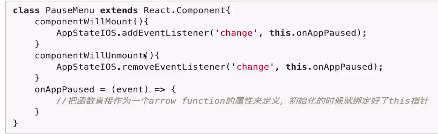 class PauseMenu extends React.Component{
    componentWillMount(){
        AppStateIOS.addEventListener('change', this.onAppPaused);
    }
    componentWillUnmount(){
        AppStateIOS.removeEventListener('change', this.onAppPaused);
    }
    onAppPaused = (event) => {
        //把函数直接作为一个arrow function的属性来定义，初始化的时候就绑定好了this指针
    }
}